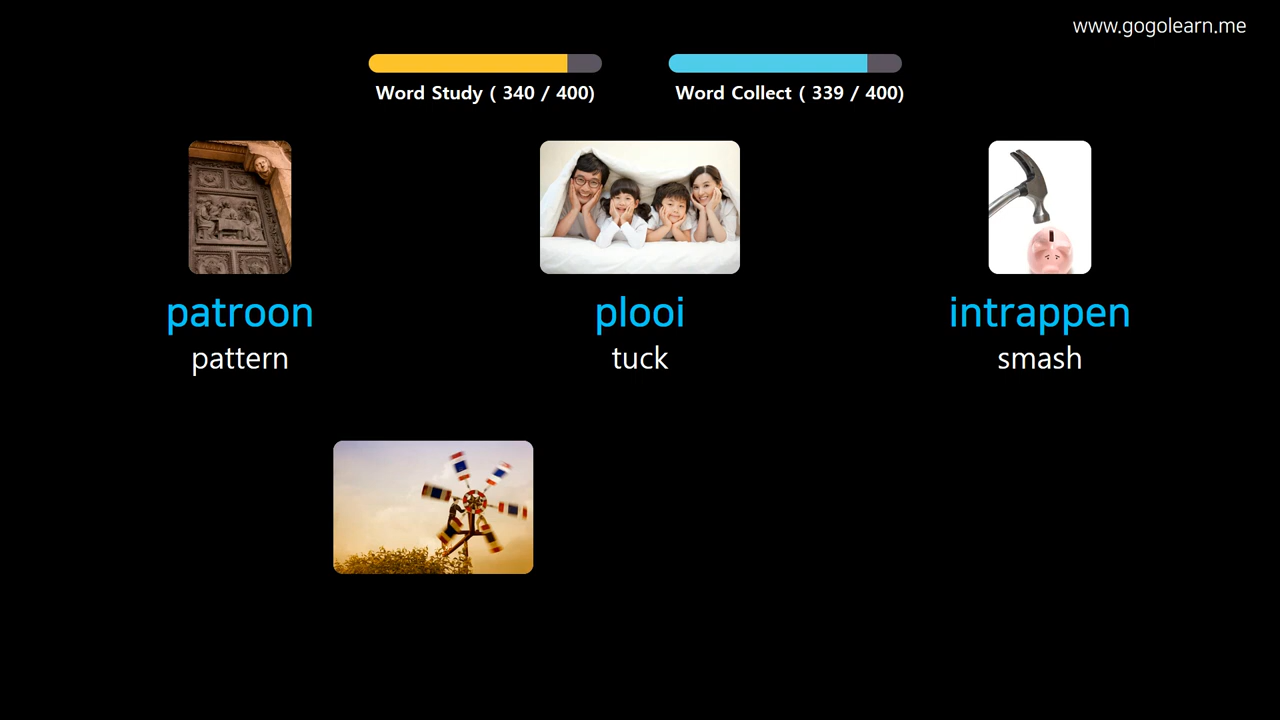 www.gogolearn.me
Word Study ( 340 / 400)
Word Collect ( 339 / 400)
patroon
pattern
plooi
tuck
intrappen
smash